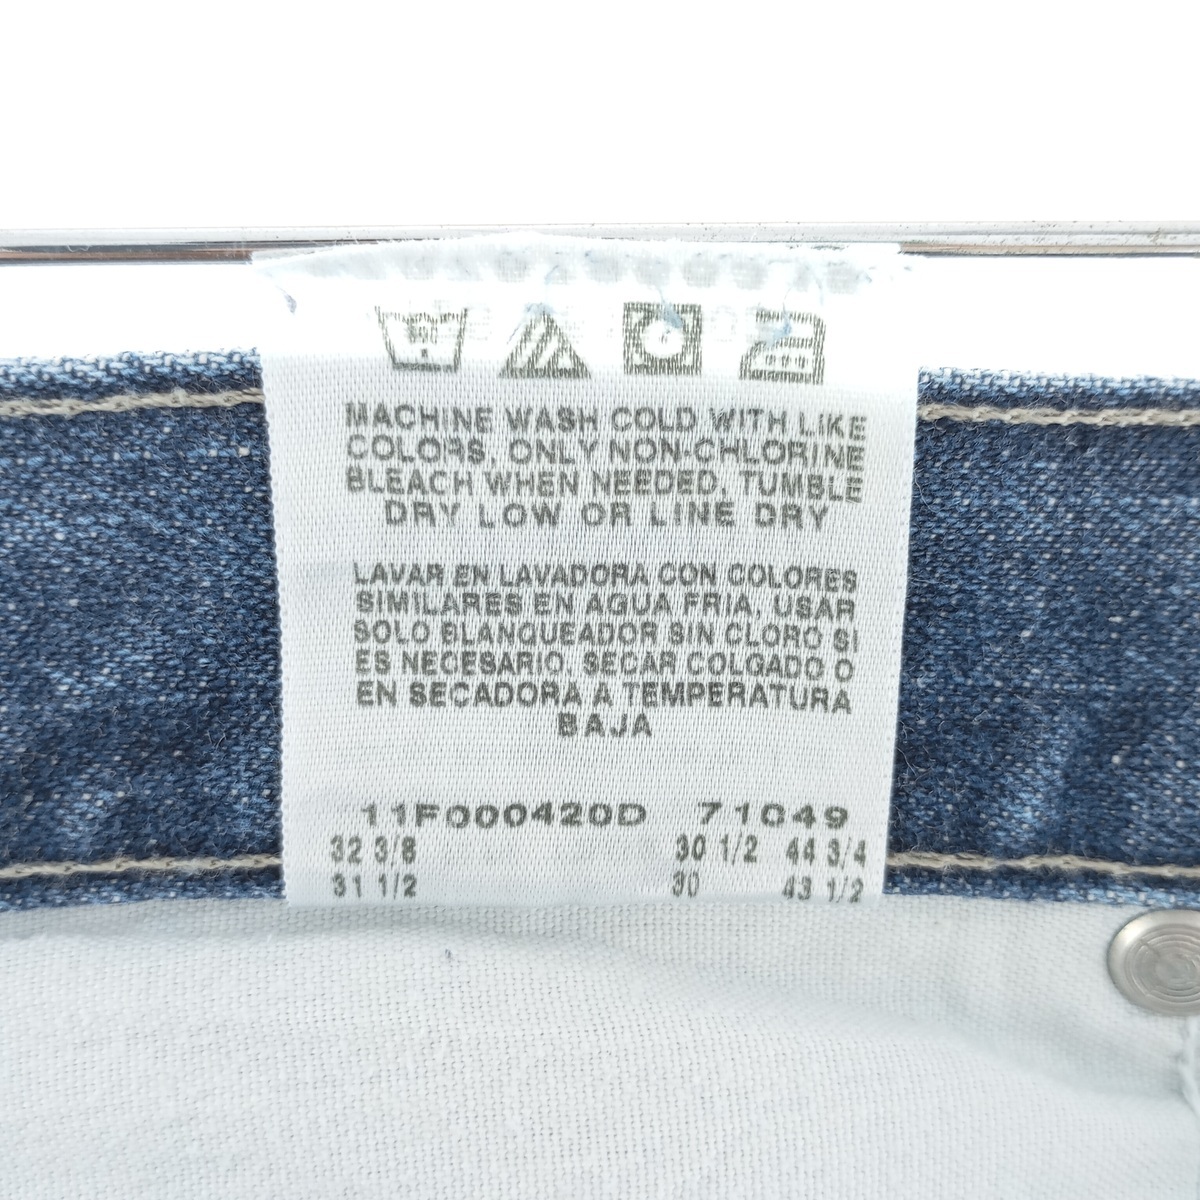 MACHINE WASH COLD WITH LIKE
COLORS, ONLY NON-CHLORINE
BLEACH WHEN NEEDED, TUMBLE
DRY LOW OR LINE DRY
LAVAR EN LAVADORA CON COLORES
SIMILARES EN AGUA FRIA, USAR
SOLO BLANQUEADOR SIN CLORO SI
ES NECESARIO, SECAR COLGADO O
EN SECADORA A TEMPERATURA
BAJA
11F000420D 71049
32 3/8 30 1/2 44 3/4
31 1/2 30 43 1/2